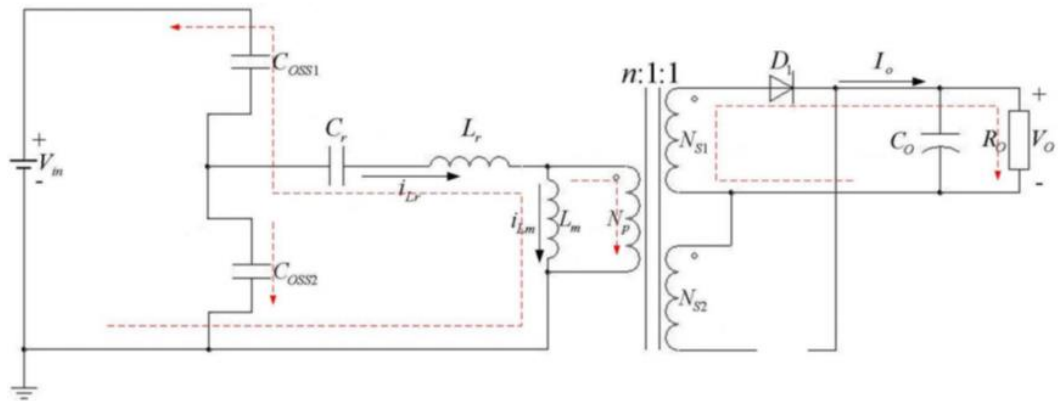 C_OSS1
D_1
I_o
n:1:1
+
C_r
L_r
N_S1
C_O
R_O
V_O
+
V_in
-
-
i_Lr
i_Lm
L_m
N_p
C_OSS2
N_S2